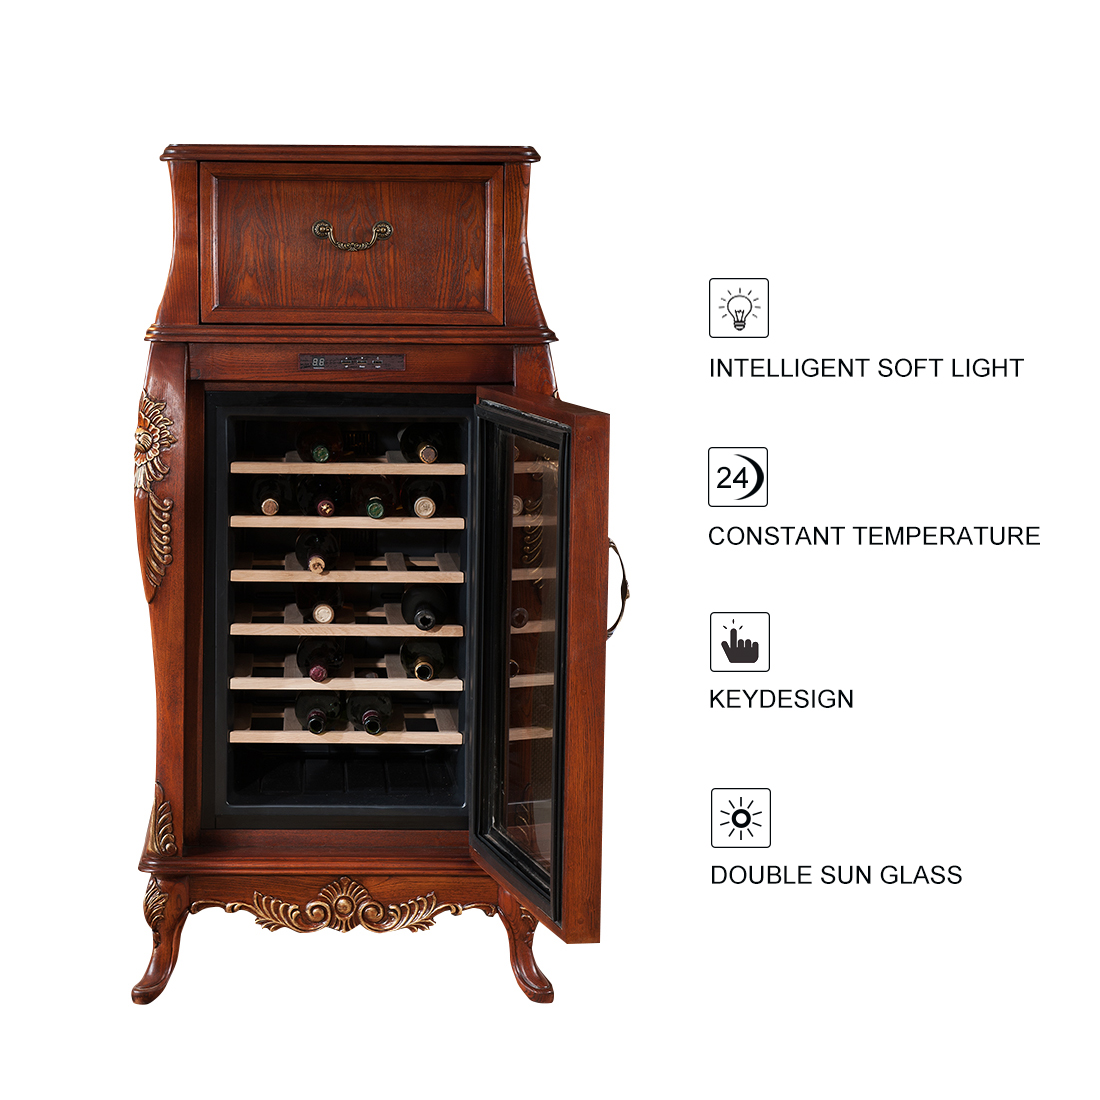 INTELLIGENT SOFT LIGHT
24
CONSTANT TEMPERATURE
KEYDESIGN
DOUBLE SUN GLASS